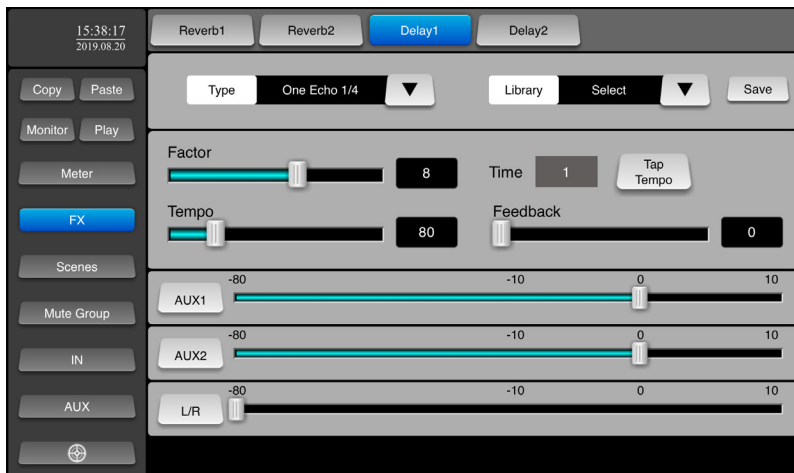 15:38:17
2019.08.20
Reverb1 Reverb2 Delay1 Delay2
Copy Paste
Type One Echo 1/4 Library Select Save
Monitor Play
Meter
FX
Scenes
Mute Group
IN
AUX
Factor
8 Time 1 Tap
Tempo
Tempo Feedback
80 0
-80 -10 0 10
AUX1
-80 -10 0 10
AUX2
-80 -10 0 10
L/R